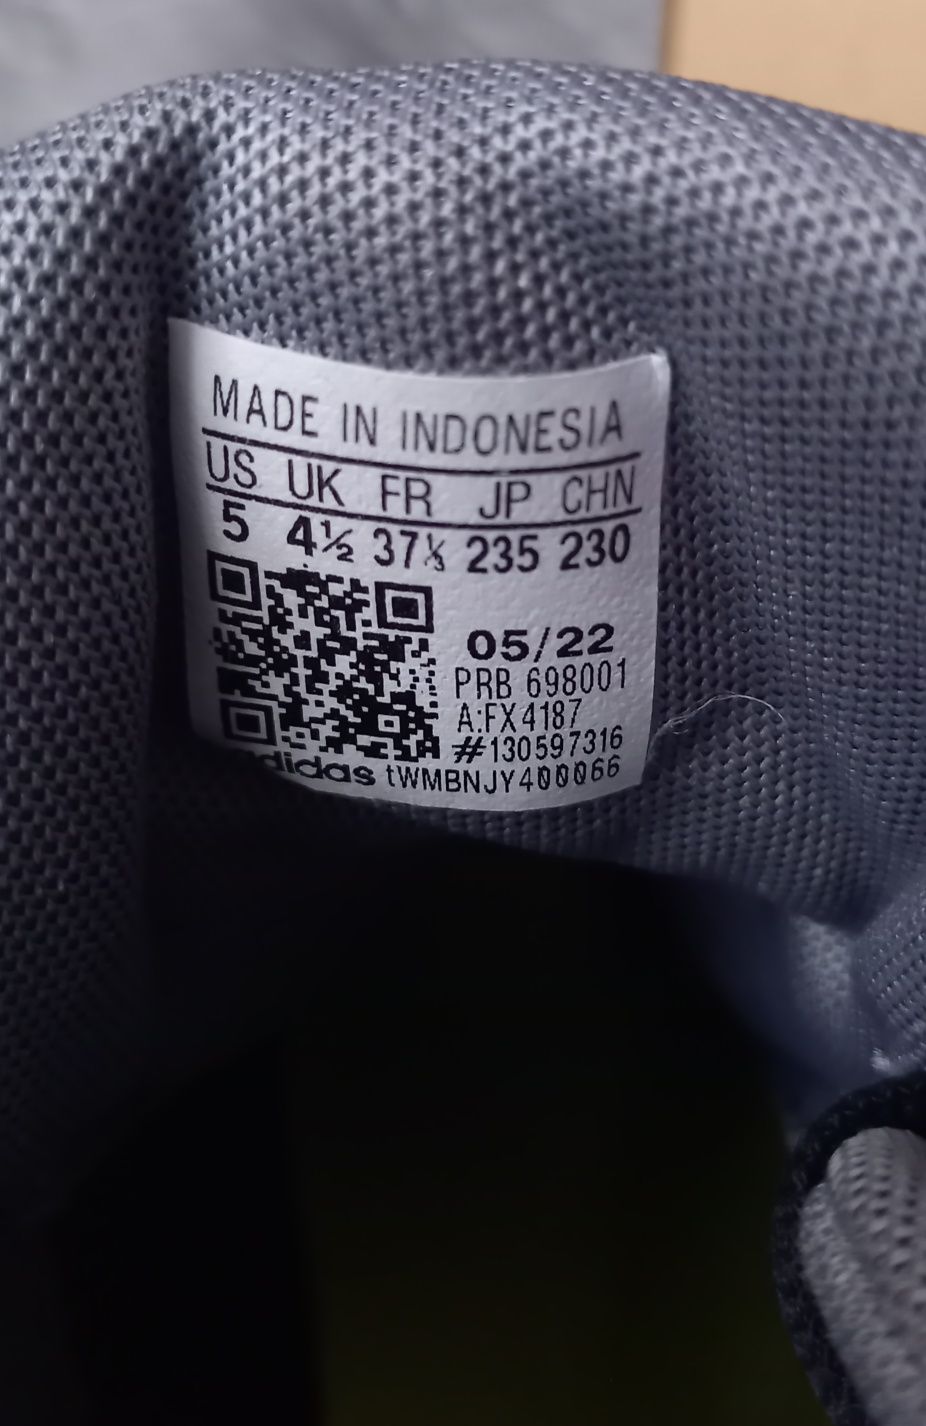 MADE IN INDONESIA
US UK FR JP CHN
5 4½ 37⅓ 235 230
05/22
PRB 698001
A:FX4187
#130597316
adidas tWMBNJY400066